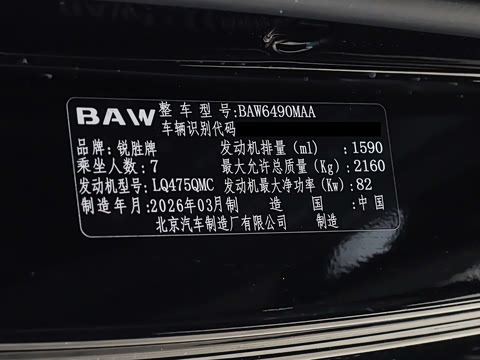 BAW 整车型号:BAW6490MAA
车辆识别代码
品牌: 锐胜牌 发动机排量(ml) :1590
乘坐人数: 7 最大允许总质量(Kg) :2160
发动机型号: LQ475QMC 发动机最大净功率(Kw) :82
制造年月:2026年03月 制造国 :中国
北京汽车制造厂有限公司 制造